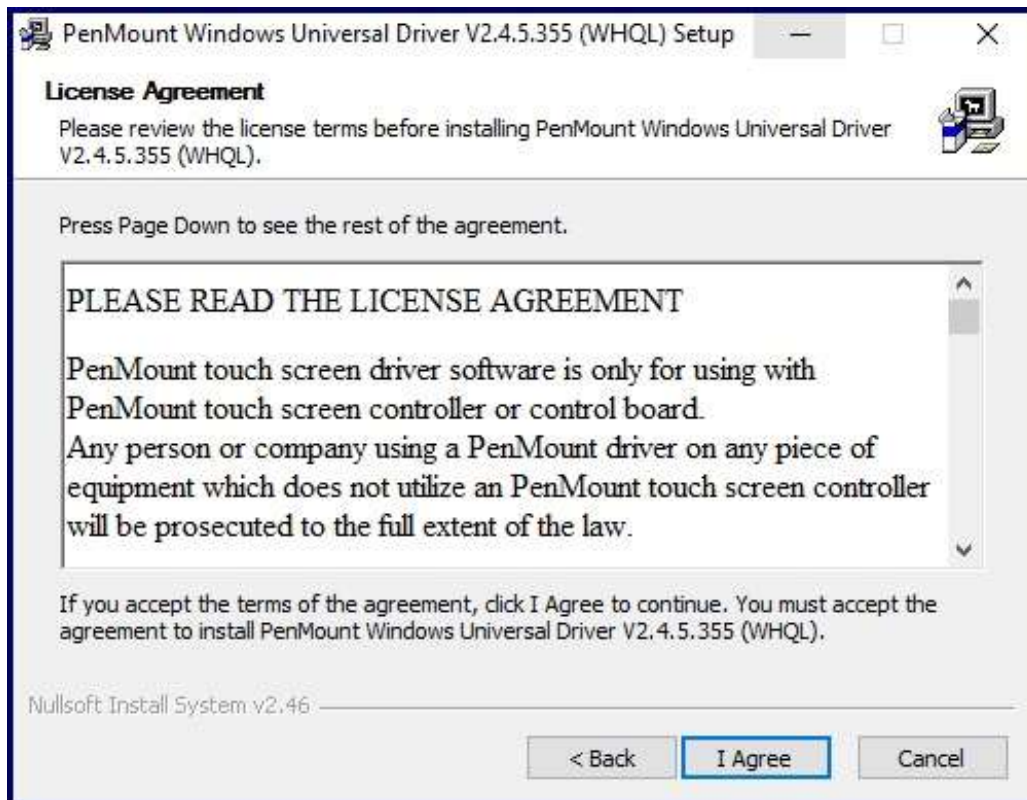 PenMount Windows Universal Driver V2.4.5.355 (WHQL) Setup
License Agreement
Please review the license terms before installing PenMount Windows Universal Driver
V2.4.5.355 (WHQL).
Press Page Down to see the rest of the agreement.
PLEASE READ THE LICENSE AGREEMENT
PenMount touch screen driver software is only for using with
PenMount touch screen controller or control board.
Any person or company using a PenMount driver on any piece of
equipment which does not utilize an PenMount touch screen controller
will be prosecuted to the full extent of the law.
If you accept the terms of the agreement, click I Agree to continue. You must accept the
agreement to install PenMount Windows Universal Driver V2.4.5.355 (WHQL).
Nullsoft Install System v2.46
< Back I Agree Cancel